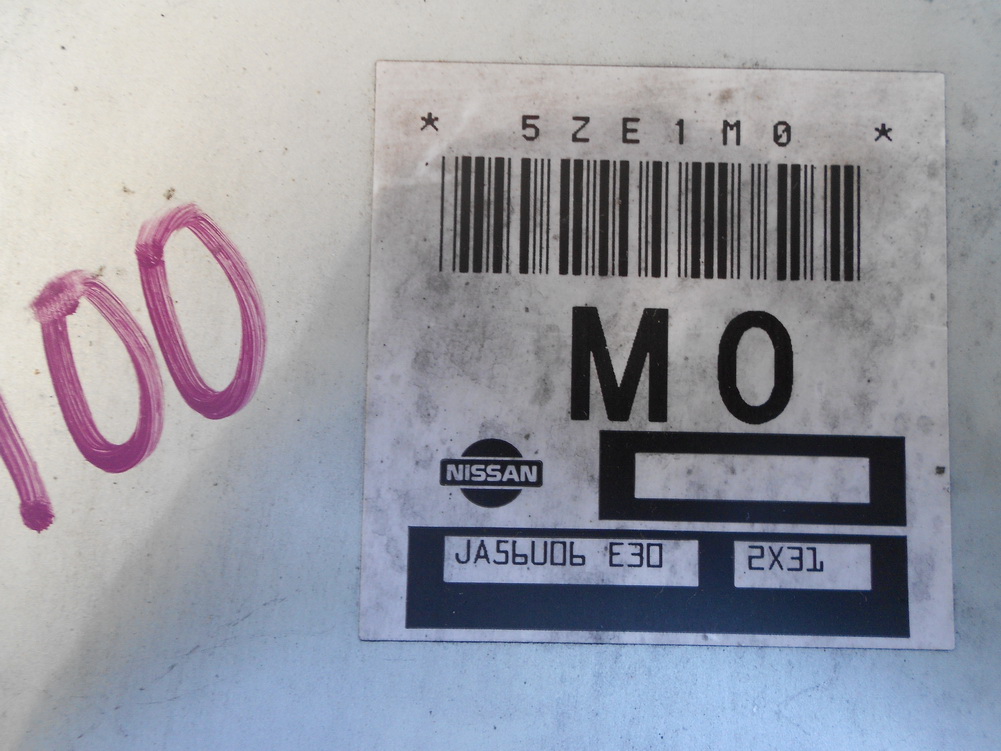 * 5ZE1M0 *
M0
NISSAN
JA56U06 E30 2X31
100